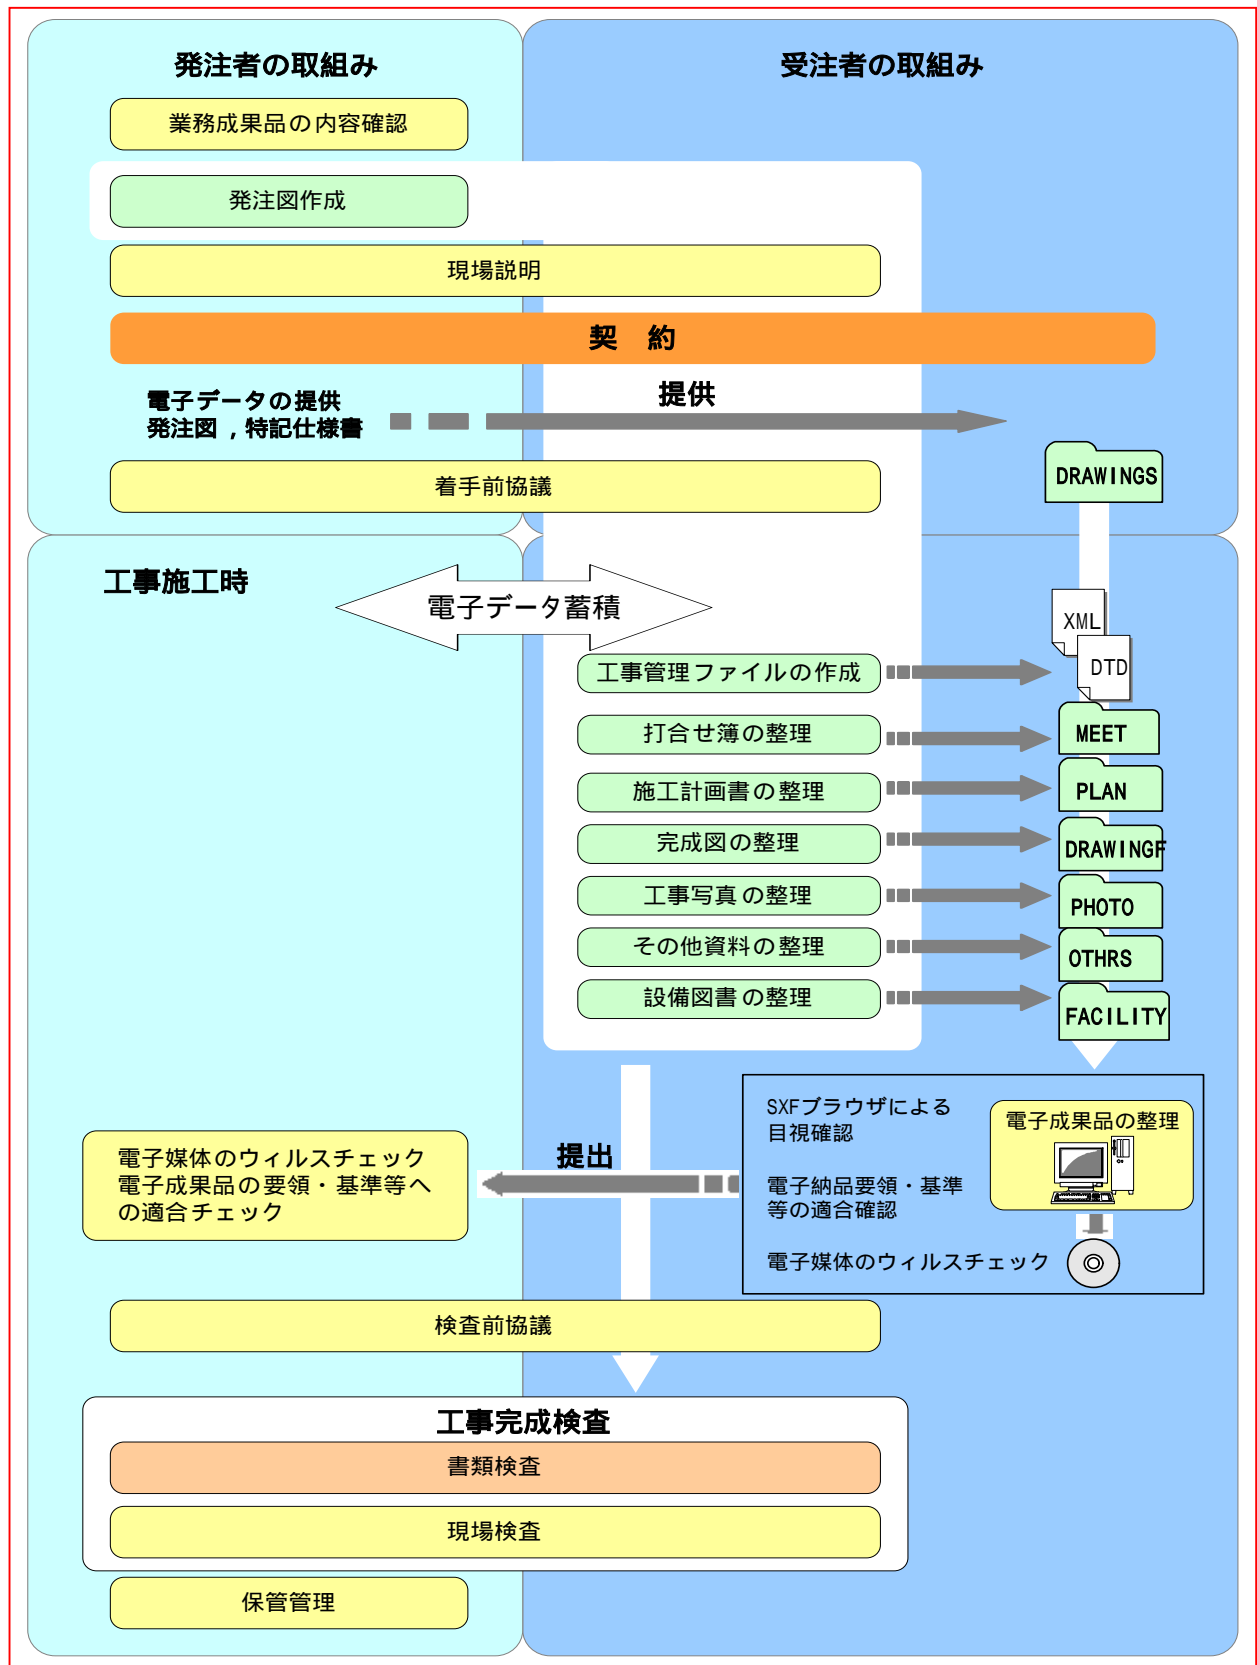 発注者の取組み
受注者の取組み
業務成果品の内容確認
発注図作成
現場説明
契　約
電子データの提供
発注図，特記仕様書
提供
着手前協議
DRAWINGS
工事施工時
電子データ蓄積
XML
DTD
工事管理ファイルの作成
打合せ簿の整理
MEET
施工計画書の整理
PLAN
完成図の整理
DRAWINGF
工事写真の整理
PHOTO
その他資料の整理
OTHRS
設備図書の整理
FACILITY
SXFブラウザによる
目視確認
電子成果品の整理
電子納品要領・基準
等の適合確認
電子媒体のウィルスチェック
提出
電子媒体のウィルスチェック
電子成果品の要領・基準等へ
の適合チェック
検査前協議
工事完成検査
書類検査
現場検査
保管管理